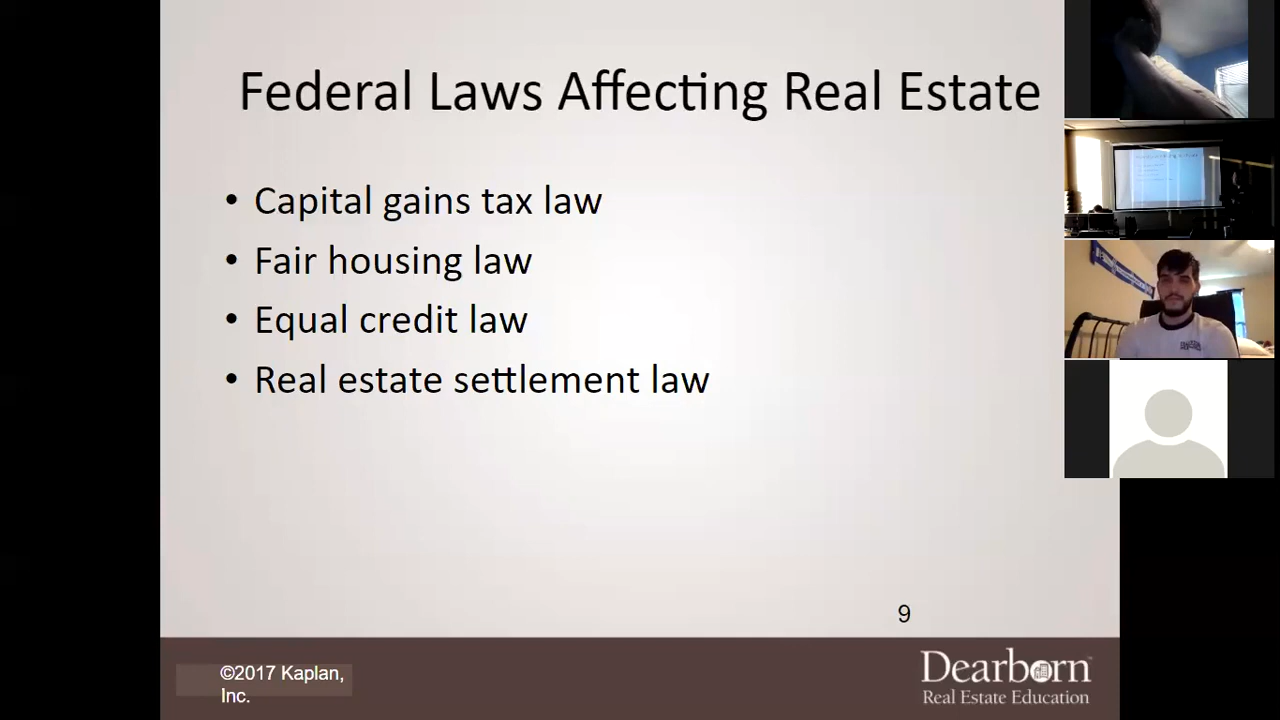 Federal Laws Affecting Real Estate
• Capital gains tax law
• Fair housing law
• Equal credit law
• Real estate settlement law
9
©2017 Kaplan,
Inc.
Dearborn™
Real Estate Education